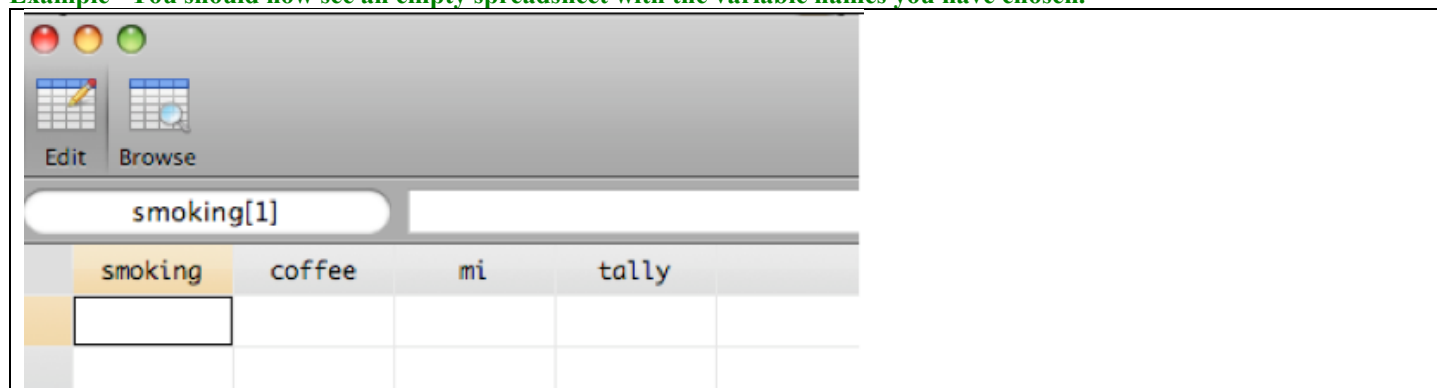 Example - You should now see an empty spreadsheet with the variable names you have chosen.
Edit Browse
smoking[1]
smoking coffee mi tally